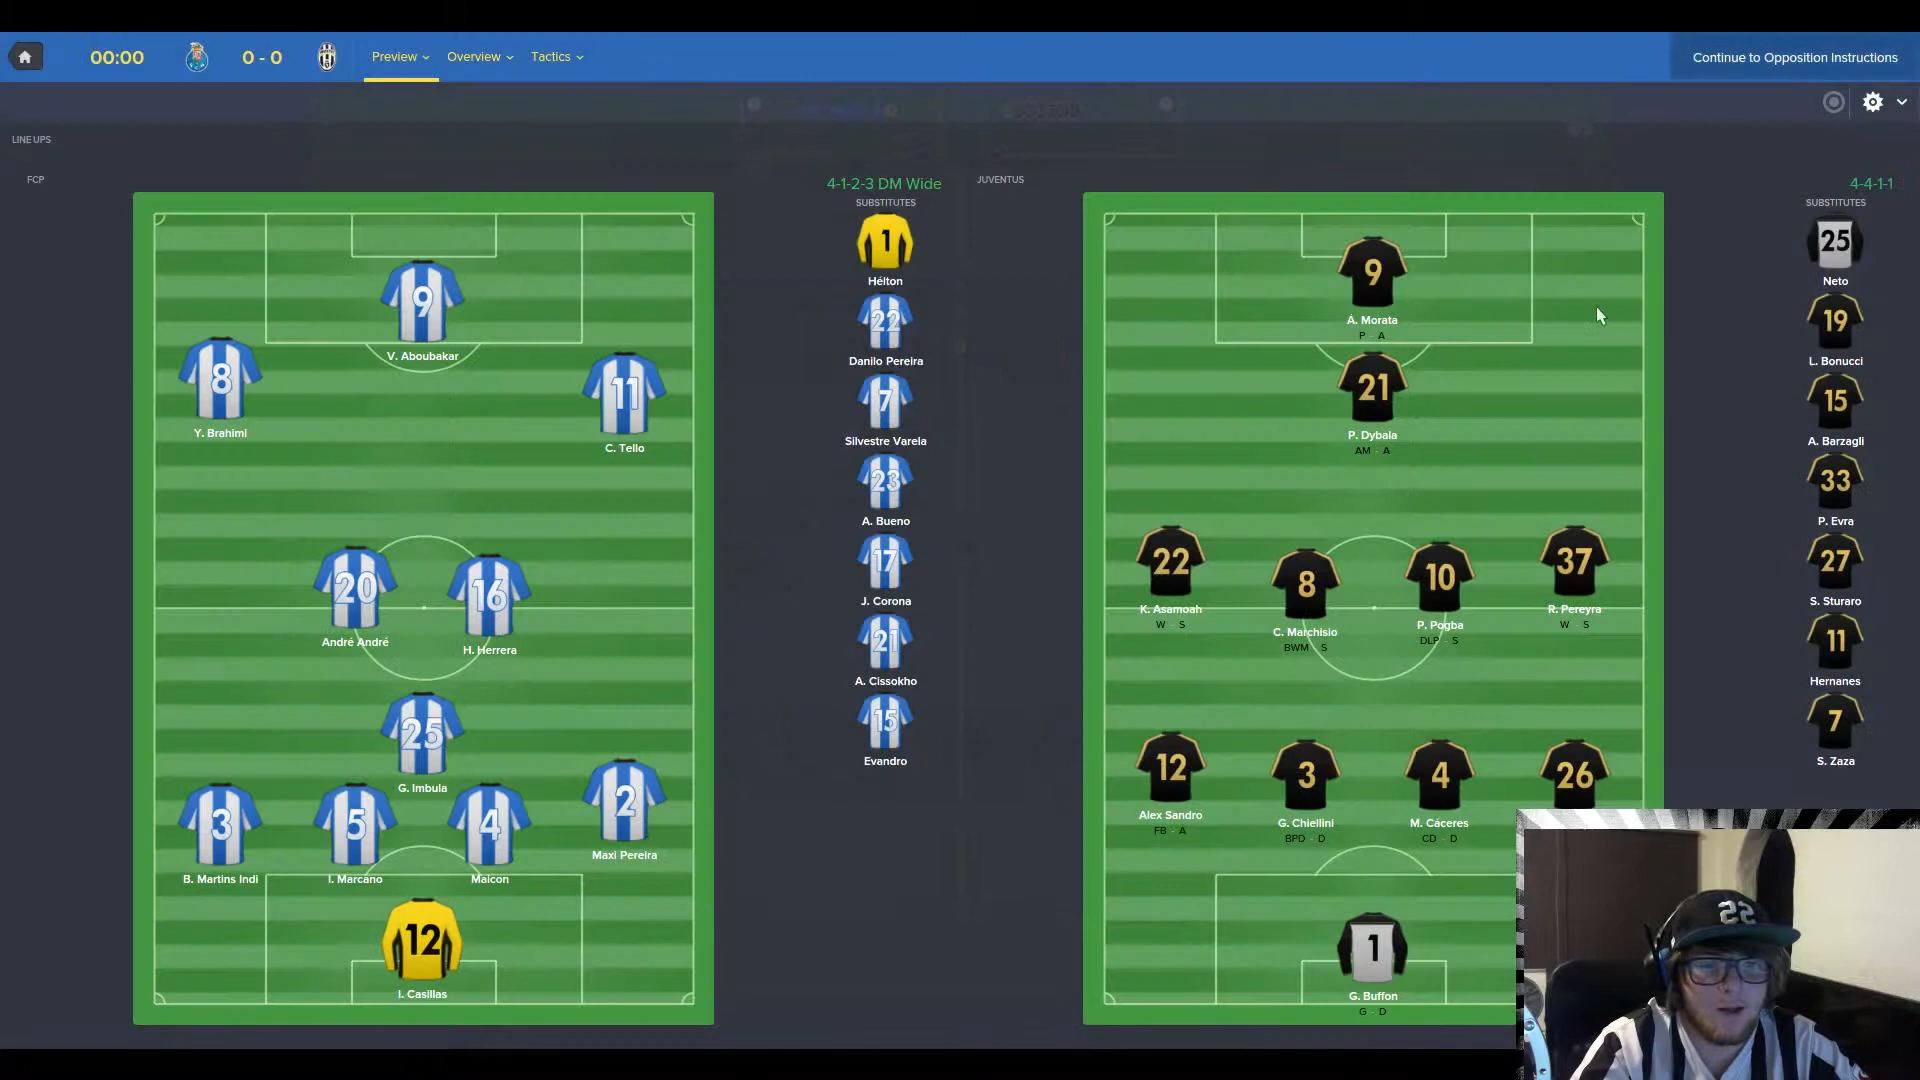 00:00
0 - 0
Preview
Overview
Tactics
Continue to Opposition Instructions
LINE UPS
FCP
4-1-2-3 DM Wide
SUBSTITUTES
9
V. Aboubakar
8
Y. Brahimi
11
C. Tello
20
André André
16
H. Herrera
25
G. Imbula
3
B. Martins Indi
5
I. Marcano
4
Maicon
2
Maxi Pereira
12
I. Casillas
1
Hélton
22
Danilo Pereira
7
Silvestre Varela
23
A. Bueno
17
J. Corona
21
A. Cissokho
15
Evandro
JUVENTUS
4-4-1-1
SUBSTITUTES
9
Á. Morata
P - A
21
P. Dybala
AM - A
22
K. Asamoah
W - S
8
C. Marchisio
BWM - S
10
P. Pogba
DLP - S
37
R. Pereyra
W - S
12
Alex Sandro
FB - A
3
G. Chiellini
BPD - D
4
M. Cáceres
CD - D
26
1
G. Buffon
G - D
25
Neto
19
L. Bonucci
15
A. Barzagli
33
P. Evra
27
S. Sturaro
11
Hernanes
7
S. Zaza
22